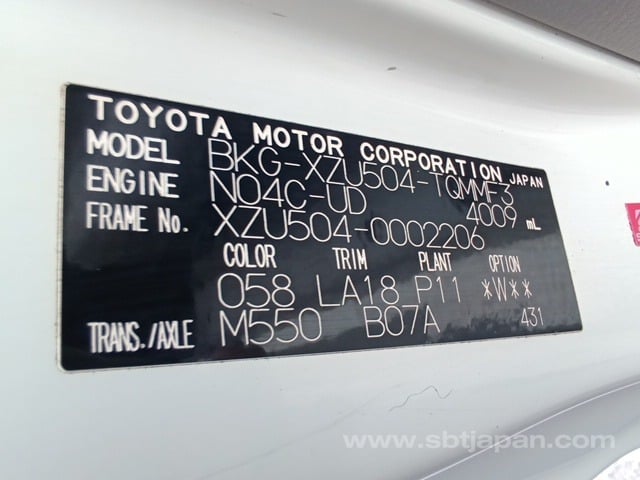 TOYOTA MOTOR CORPORATION JAPAN
MODEL BKG-XZU504-TQMMF3
ENGINE N04C-UD 4009 mL
FRAME No. XZU504-0002206
COLOR TRIM PLANT OPTION
058 LA18 P11 *W**
TRANS./AXLE M550 B07A 431
www.sbtjapan.com